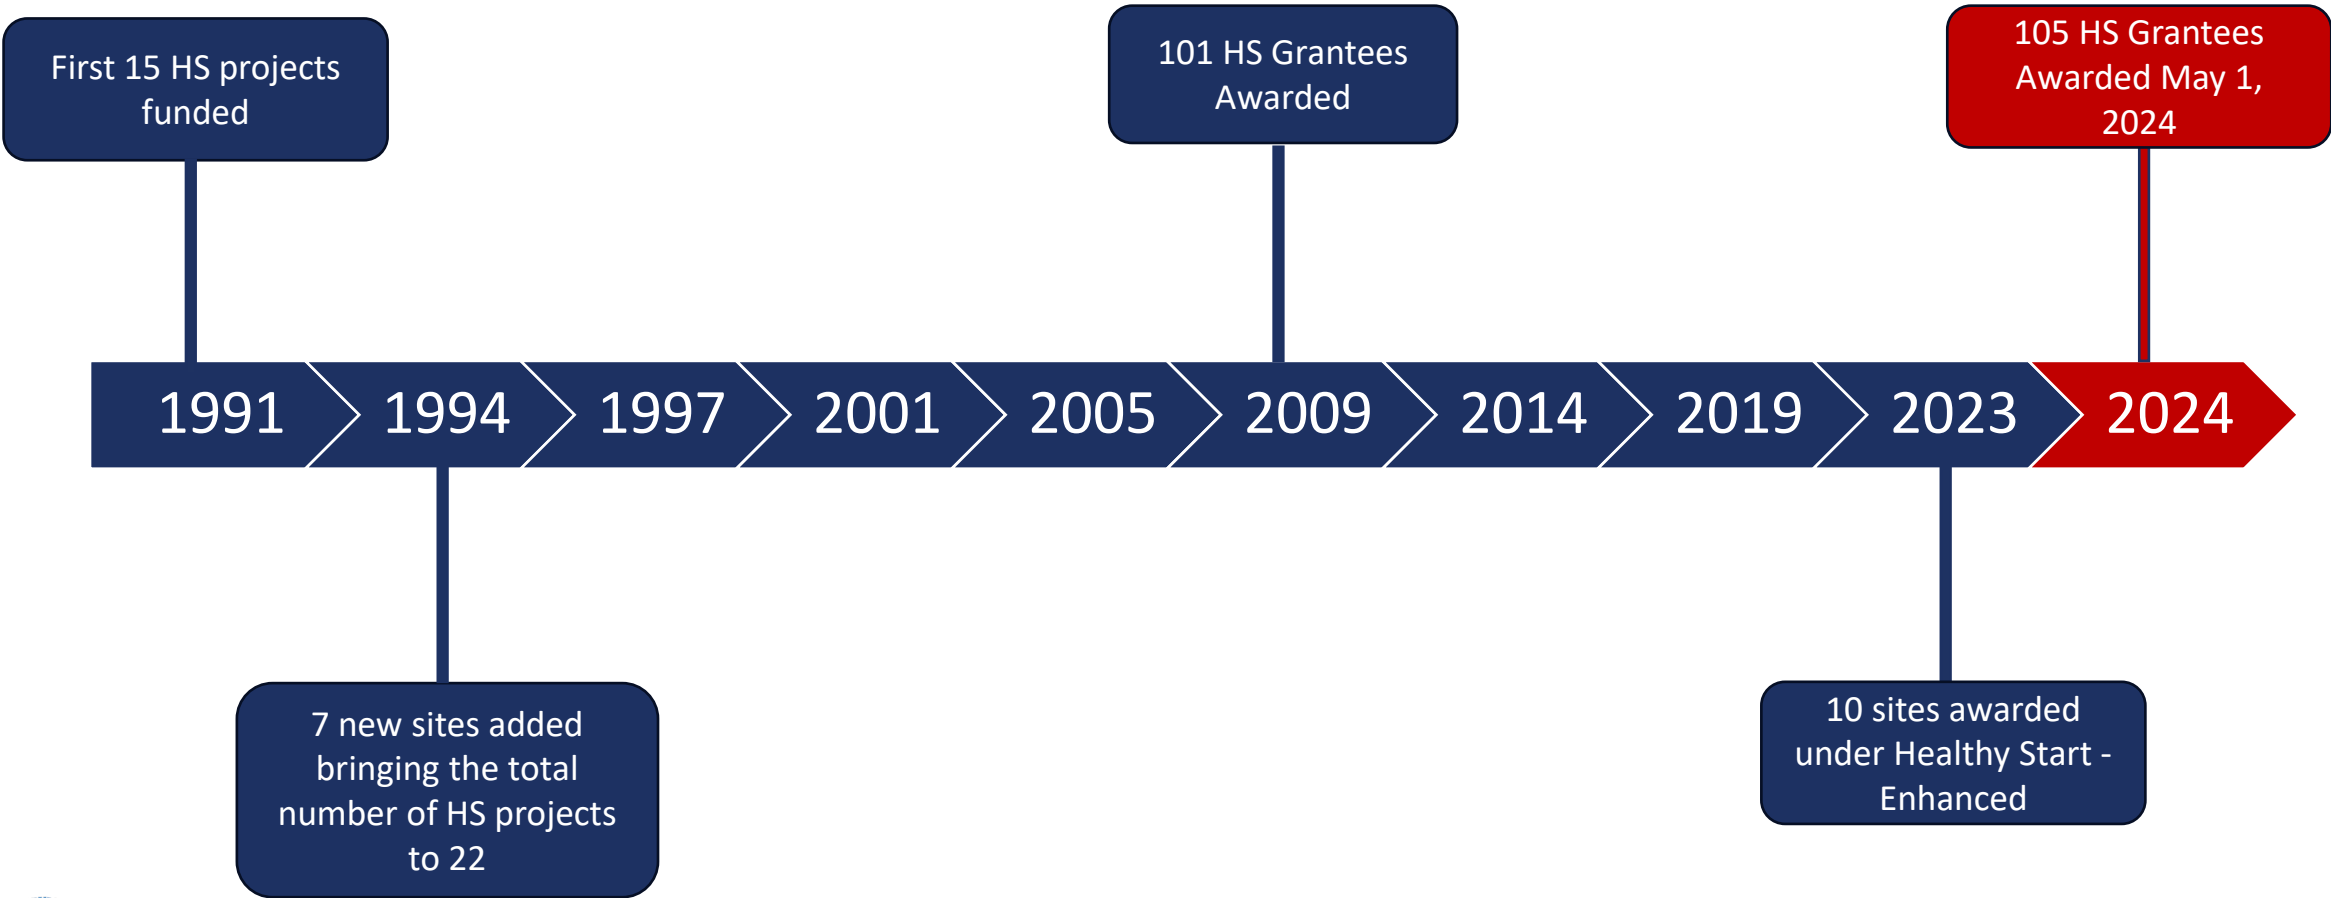 First 15 HS projects
funded
101 HS Grantees
Awarded
105 HS Grantees
Awarded May 1,
2024
1991
1994
1997
2001
2005
2009
2014
2019
2023
2024
7 new sites added
bringing the total
number of HS projects
to 22
10 sites awarded
under Healthy Start -
Enhanced